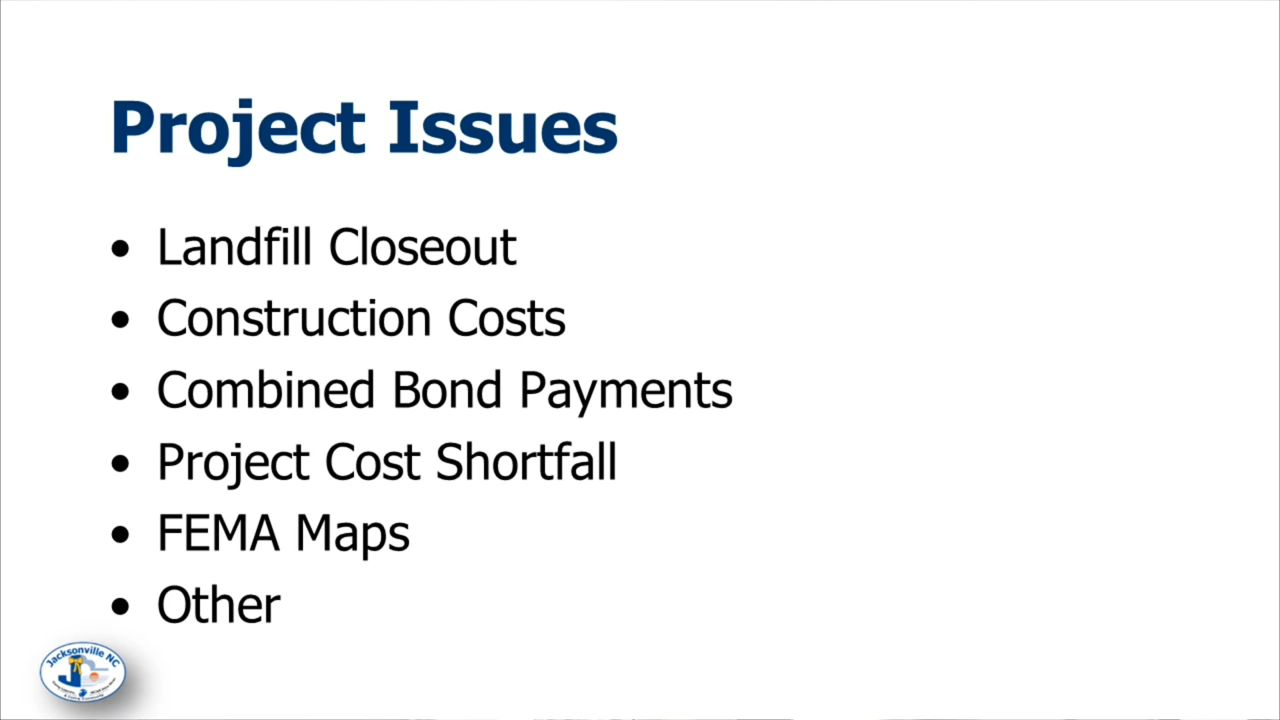 Project Issues
• Landfill Closeout
• Construction Costs
• Combined Bond Payments
• Project Cost Shortfall
• FEMA Maps
• Other
Jacksonville NC